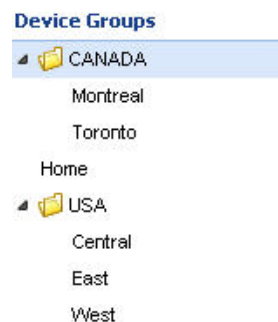 Device Groups
CANADA
Montreal
Toronto
Home
USA
Central
East
West